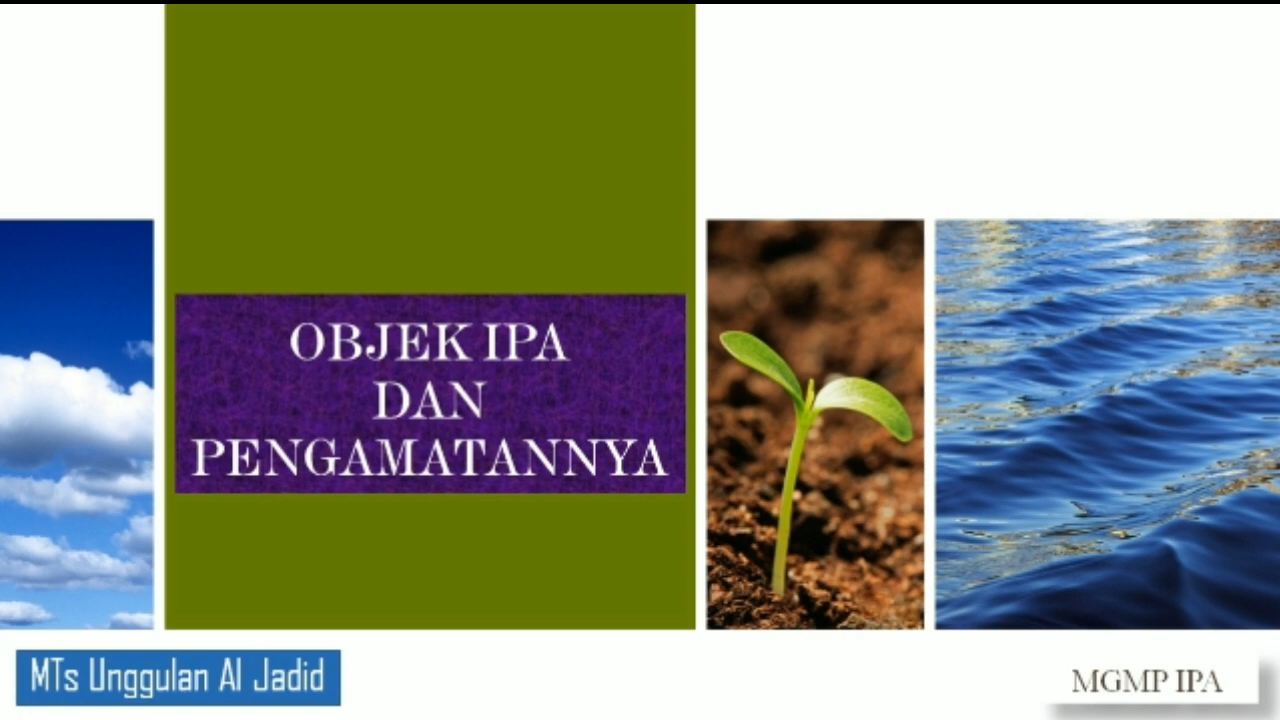 OBJEK IPA
DAN
PENGAMATANNYA
MTs Unggulan Al Jadid
MGMP IPA